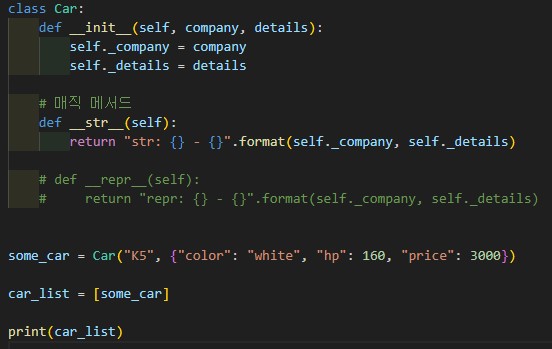 class Car:
    def __init__(self, company, details):
        self._company = company
        self._details = details
    # 매직 메서드
    def __str__(self):
        return "str: {} - {}".format(self._company, self._details)
    # def __repr__(self):
    #     return "repr: {} - {}".format(self._company, self._details)
some_car = Car("K5", {"color": "white", "hp": 160, "price": 3000})
car_list = [some_car]
print(car_list)